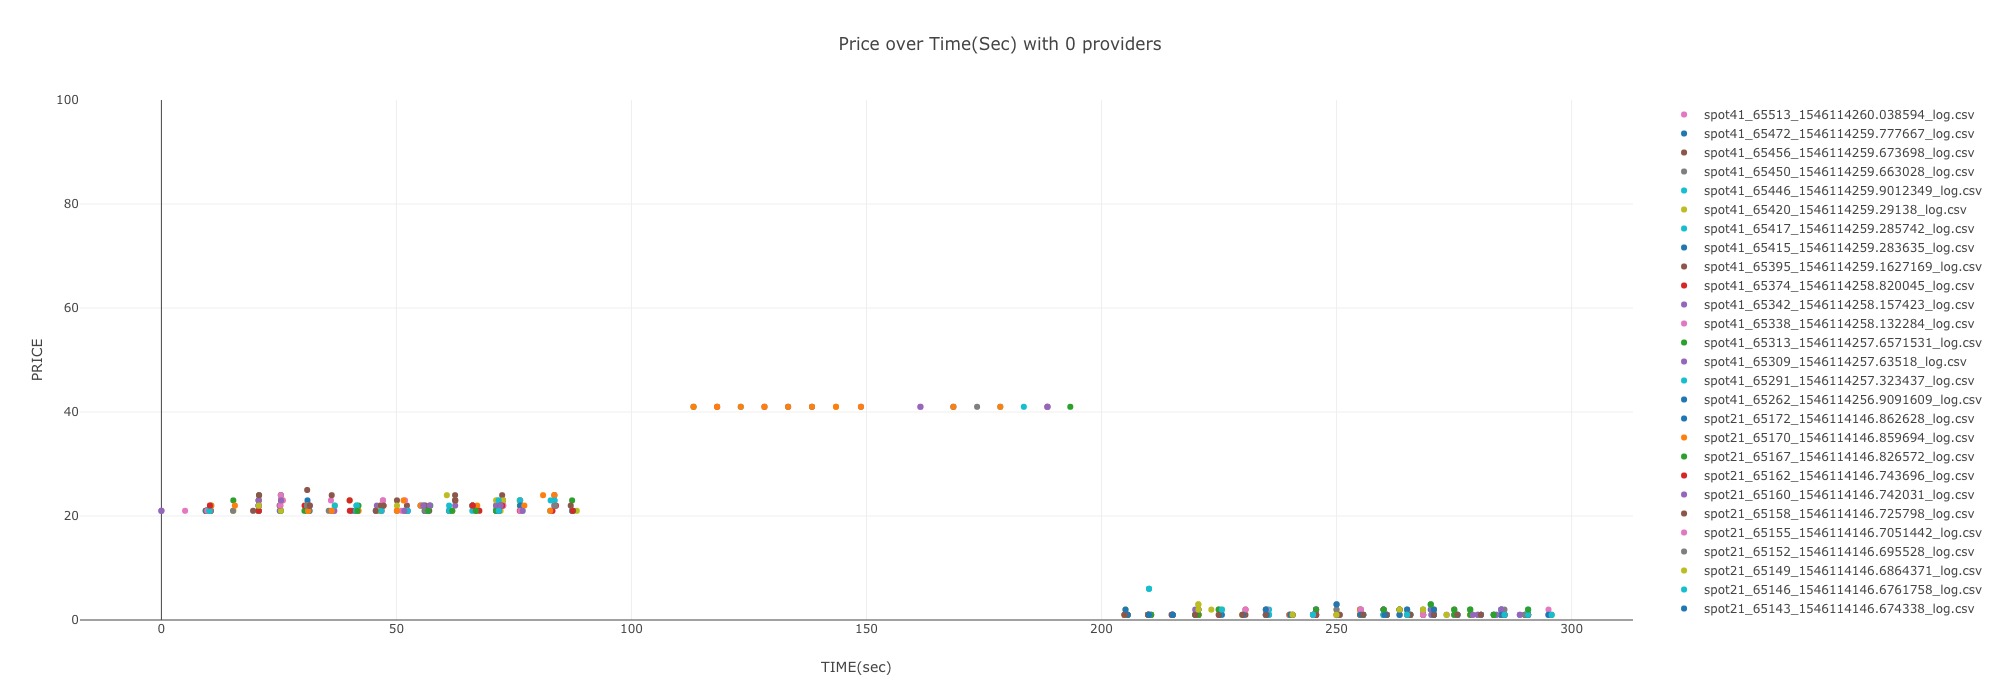 Price over Time(Sec) with 0 providers
100
80
60
40
20
0
PRICE
0
50
100
150
200
250
300
TIME(sec)
spot41_65513_1546114260.038594_log.csv
spot41_65472_1546114259.777667_log.csv
spot41_65456_1546114259.673698_log.csv
spot41_65450_1546114259.663028_log.csv
spot41_65446_1546114259.9012349_log.csv
spot41_65420_1546114259.29138_log.csv
spot41_65417_1546114259.285742_log.csv
spot41_65415_1546114259.283635_log.csv
spot41_65395_1546114259.1627169_log.csv
spot41_65374_1546114258.820045_log.csv
spot41_65342_1546114258.157423_log.csv
spot41_65338_1546114258.132284_log.csv
spot41_65313_1546114257.6571531_log.csv
spot41_65309_1546114257.63518_log.csv
spot41_65291_1546114257.323437_log.csv
spot41_65262_1546114256.9091609_log.csv
spot21_65172_1546114146.862628_log.csv
spot21_65170_1546114146.859694_log.csv
spot21_65167_1546114146.826572_log.csv
spot21_65162_1546114146.743696_log.csv
spot21_65160_1546114146.742031_log.csv
spot21_65158_1546114146.725798_log.csv
spot21_65155_1546114146.7051442_log.csv
spot21_65152_1546114146.695528_log.csv
spot21_65149_1546114146.6864371_log.csv
spot21_65146_1546114146.6761758_log.csv
spot21_65143_1546114146.674338_log.csv